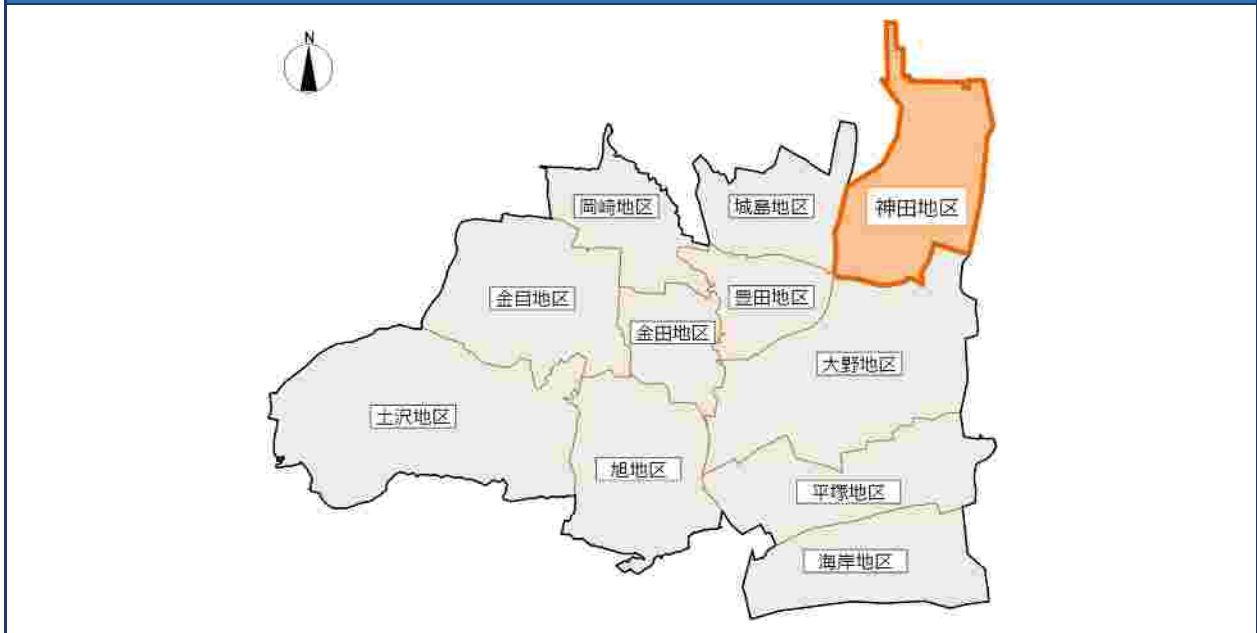 N
神田地区
岡崎地区
城島地区
金目地区
豊田地区
金田地区
大野地区
土沢地区
旭地区
平塚地区
海岸地区